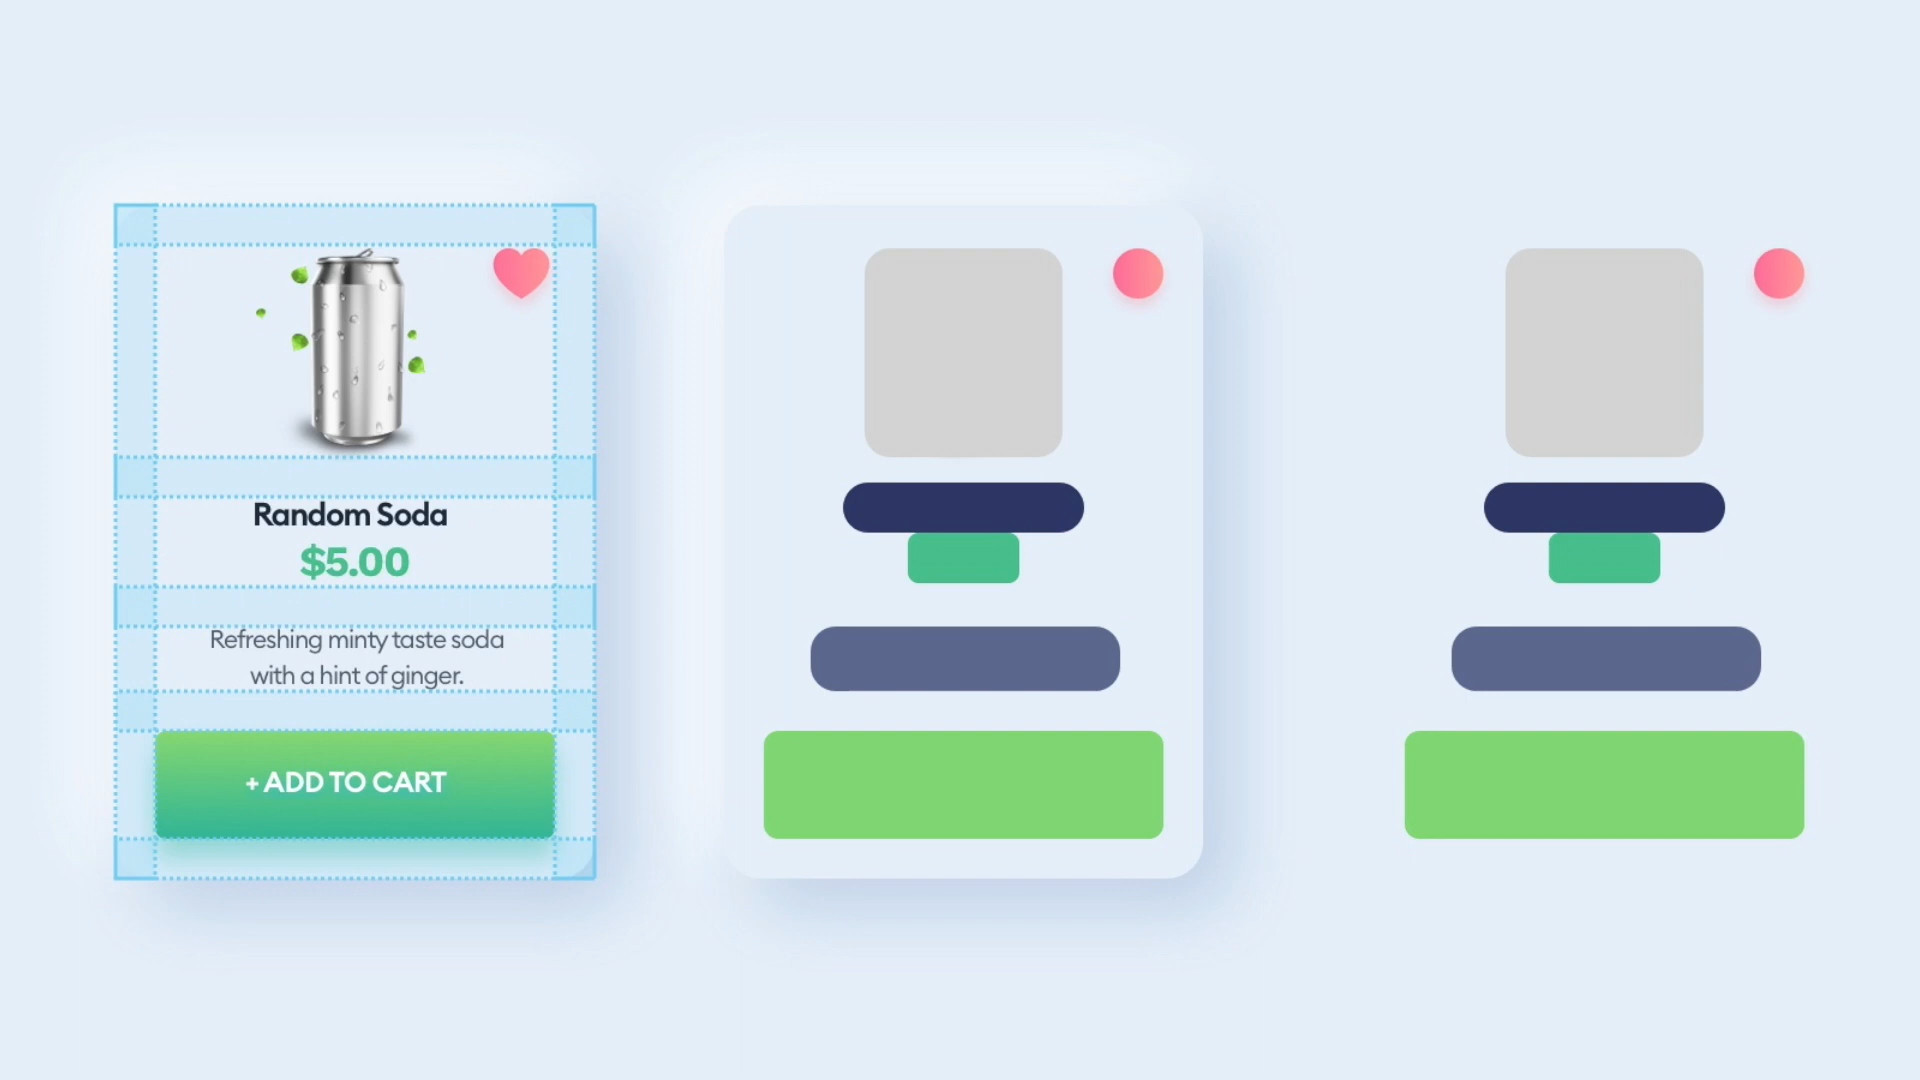 Random Soda
$5.00
Refreshing minty taste soda
with a hint of ginger.
+ ADD TO CART